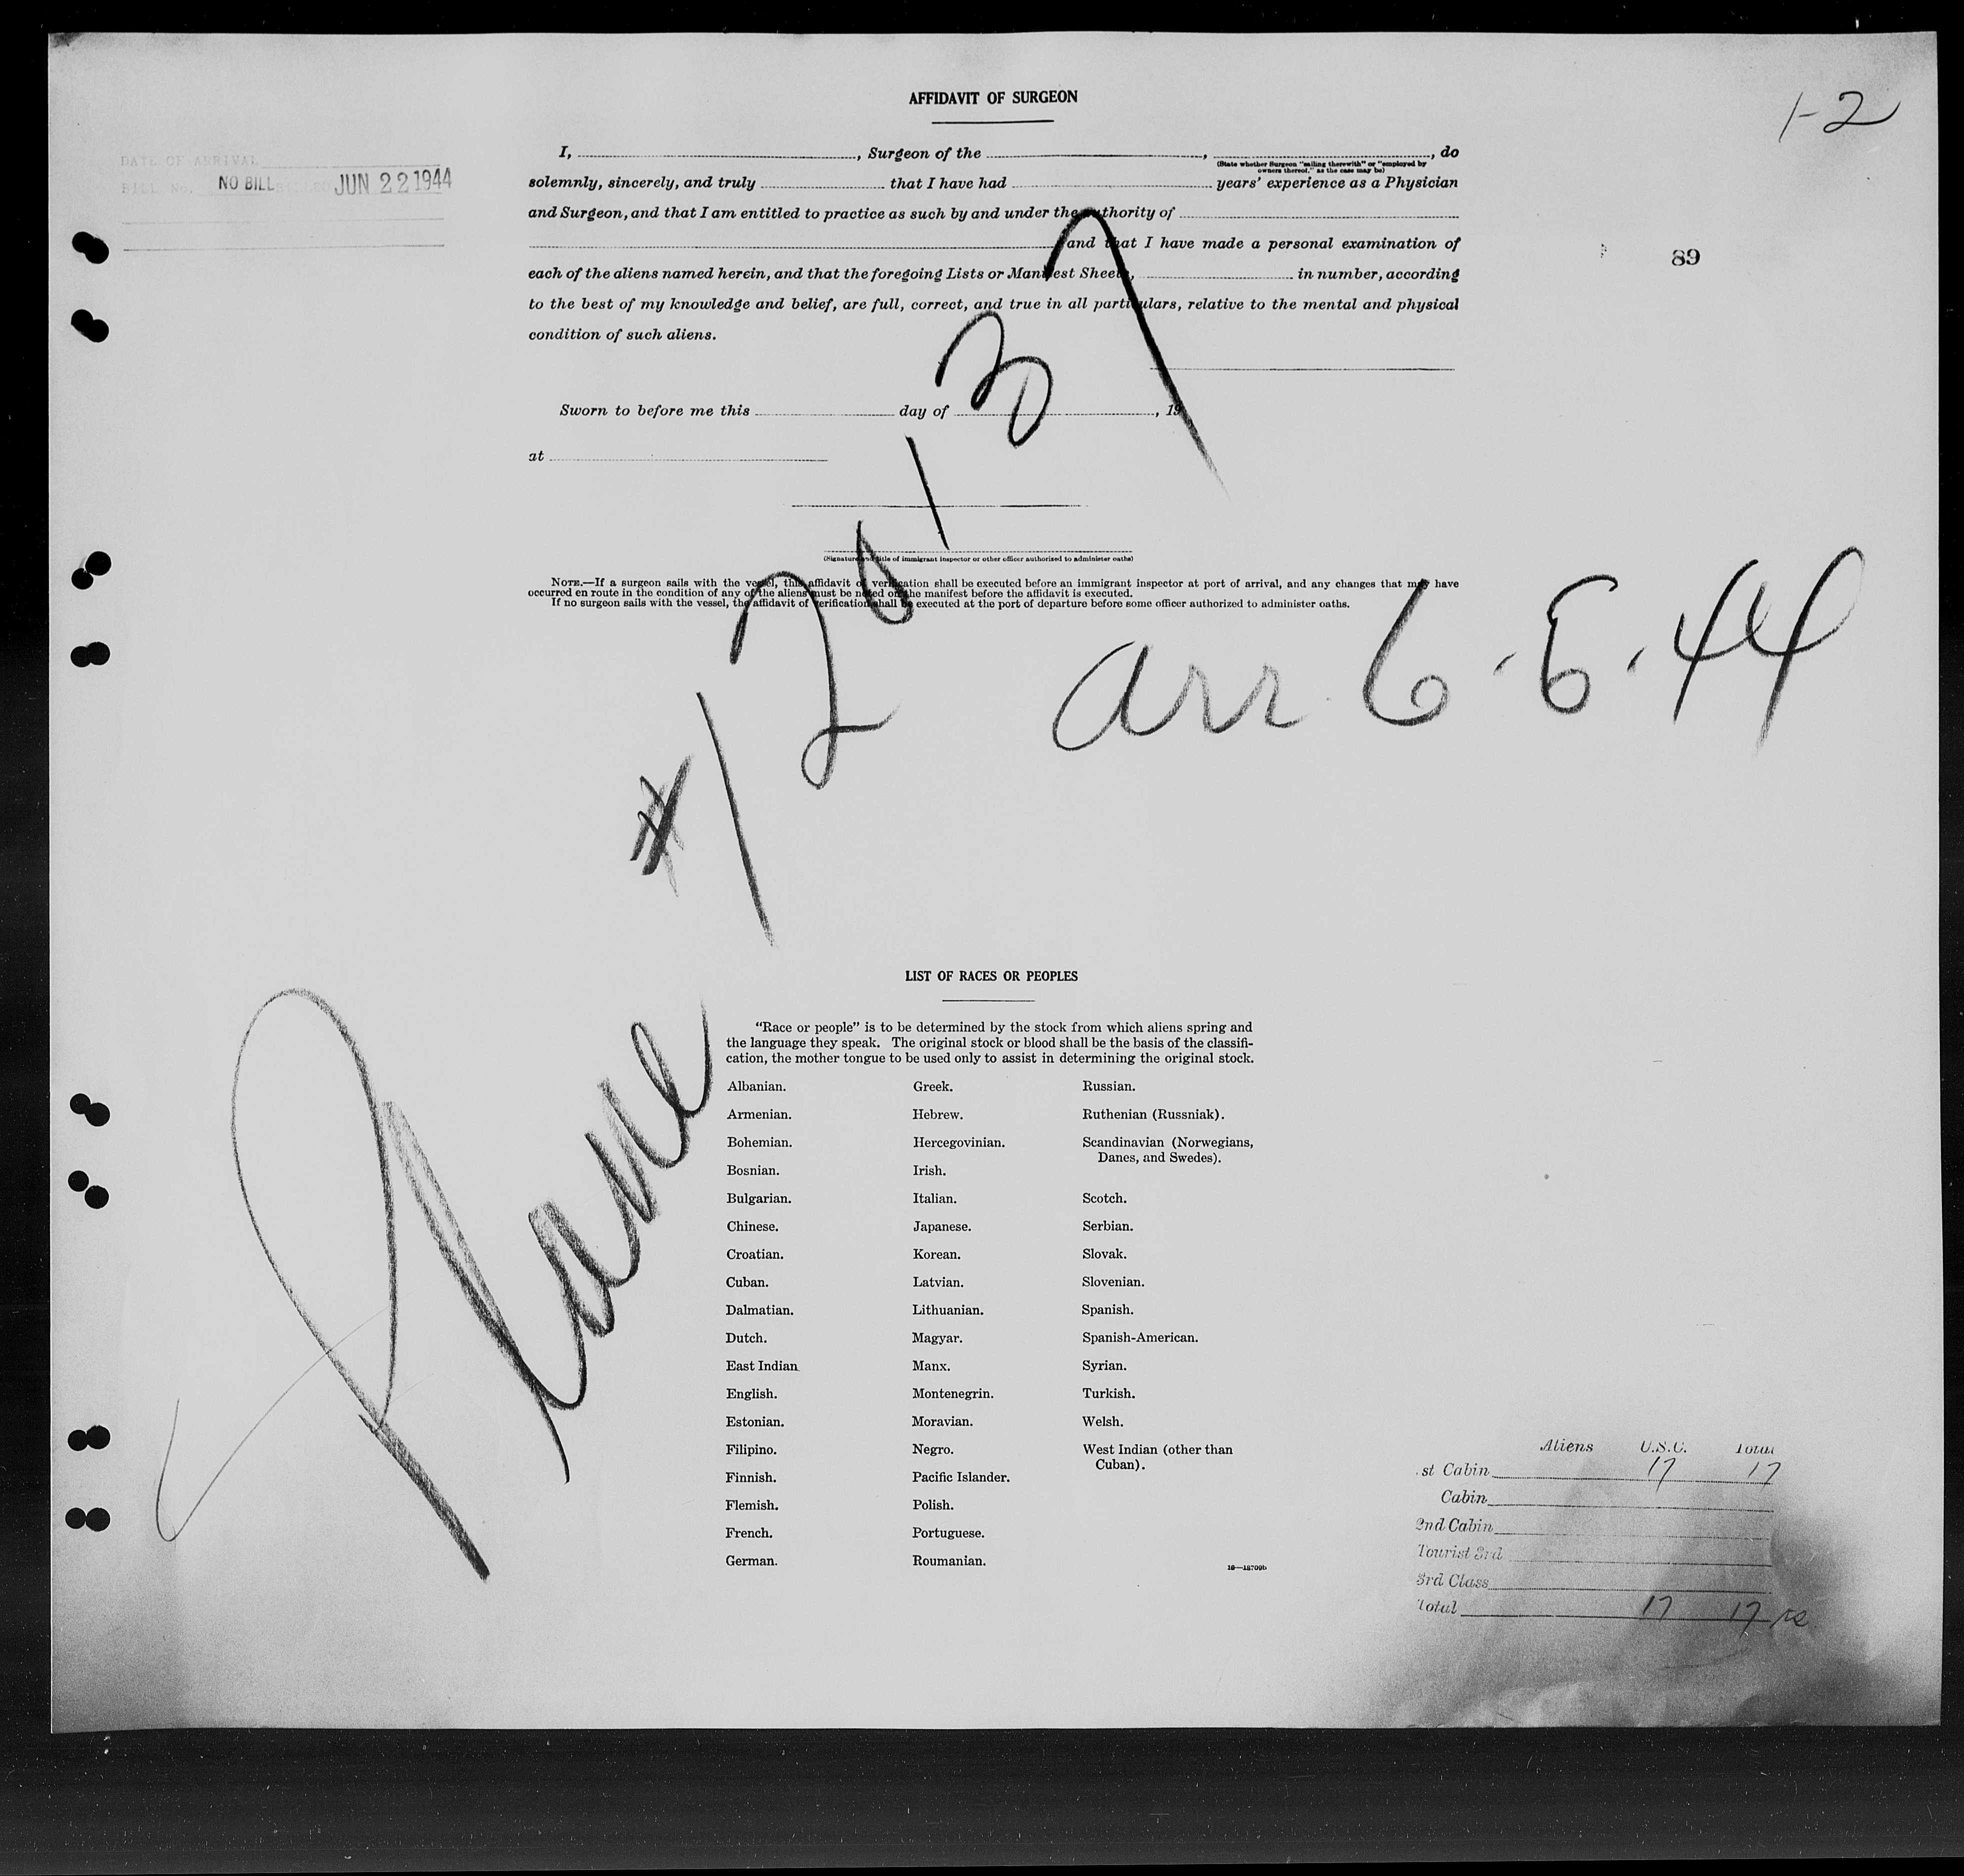 AFFIDAVIT OF SURGEON
1-2
DATE OF ARRIVAL
BILL No. NO BILL JUN 22 1944
I, , Surgeon of the , , do
(State whether Surgeon "sailing therewith" or "employed by owners thereof," as the case may be)
solemnly, sincerely, and truly that I have had years' experience as a Physician
and Surgeon, and that I am entitled to practice as such by and under the authority of
and that I have made a personal examination of
89
each of the aliens named herein, and that the foregoing Lists or Manifest Sheets, in number, according
to the best of my knowledge and belief, are full, correct, and true in all particulars, relative to the mental and physical
condition of such aliens.
Sworn to before me this day of , 19
at
(Signature and title of immigrant inspector or other officer authorized to administer oaths)
NOTE.—If a surgeon sails with the vessel, this affidavit of verification shall be executed before an immigrant inspector at port of arrival, and any changes that may have
occurred en route in the condition of any of the aliens must be noted on the manifest before the affidavit is executed.
If no surgeon sails with the vessel, the affidavit of verification shall be executed at the port of departure before some officer authorized to administer oaths.
Plane #120137
arr. 6.8.44
LIST OF RACES OR PEOPLES
"Race or people" is to be determined by the stock from which aliens spring and
the language they speak. The original stock or blood shall be the basis of the classifi-
cation, the mother tongue to be used only to assist in determining the original stock.
Albanian. Greek. Russian.
Armenian. Hebrew. Ruthenian (Russniak).
Bohemian. Hercegovinian. Scandinavian (Norwegians,
Danes, and Swedes).
Bosnian. Irish.
Bulgarian. Italian. Scotch.
Chinese. Japanese. Serbian.
Croatian. Korean. Slovak.
Cuban. Latvian. Slovenian.
Dalmatian. Lithuanian. Spanish.
Dutch. Magyar. Spanish-American.
East Indian Manx. Syrian.
English. Montenegrin. Turkish.
Estonian. Moravian. Welsh.
Filipino. Negro. West Indian (other than
Cuban).
Finnish. Pacific Islander.
Flemish. Polish.
French. Portuguese.
German. Roumanian.
16—18709b
Aliens U.S.C. Total
st Cabin 17 17
Cabin
2nd Cabin
Tourist 3rd
3rd Class
Total 17 17